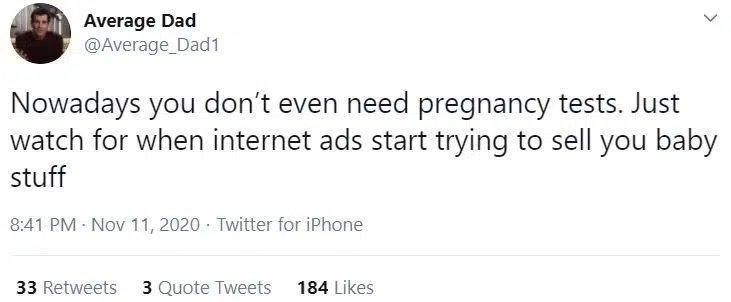 Average Dad
@Average_Dad1
Nowadays you don’t even need pregnancy tests. Just
watch for when internet ads start trying to sell you baby
stuff
8:41 PM · Nov 11, 2020 · Twitter for iPhone
33 Retweets 3 Quote Tweets 184 Likes